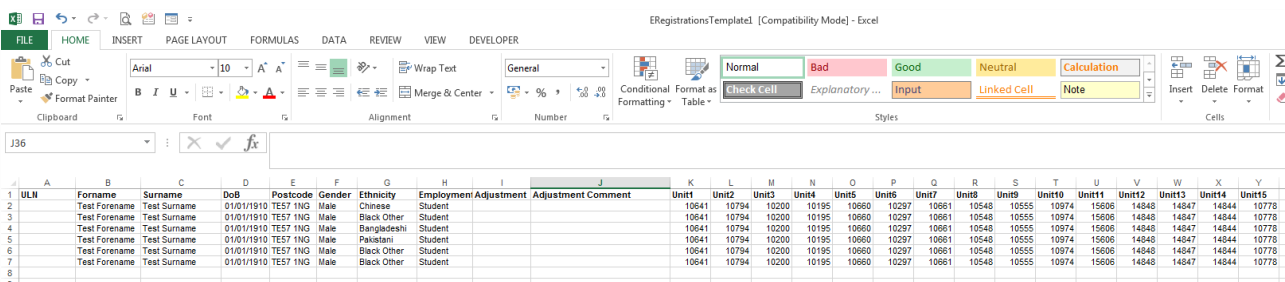 ERegistrationsTemplate1 [Compatibility Mode] - Excel
FILE HOME INSERT PAGE LAYOUT FORMULAS DATA REVIEW VIEW DEVELOPER
Paste
Cut
Copy
Format Painter
Clipboard
Arial 10
B I U
Font
Wrap Text
Merge & Center
Alignment
General
%
Number
Conditional Formatting
Format as Table
Normal Bad Good Neutral Calculation
Check Cell Explanatory ... Input Linked Cell Note
Styles
Insert Delete Format
Cells
J36 fx
A B C D E F G H I J K L M N O P Q R S T U V W X Y
1 ULN Forname Surname DoB Postcode Gender Ethnicity Employment Adjustment Adjustment Comment Unit1 Unit2 Unit3 Unit4 Unit5 Unit6 Unit7 Unit8 Unit9 Unit10 Unit11 Unit12 Unit13 Unit14 Unit15
2 Test Forename Test Surname 01/01/1910 TE57 1NG Male Chinese Student 10641 10794 10200 10195 10660 10297 10661 10548 10555 10974 15606 14848 14847 14844 10778
3 Test Forename Test Surname 01/01/1910 TE57 1NG Male Black Other Student 10641 10794 10200 10195 10660 10297 10661 10548 10555 10974 15606 14848 14847 14844 10778
4 Test Forename Test Surname 01/01/1910 TE57 1NG Male Bangladeshi Student 10641 10794 10200 10195 10660 10297 10661 10548 10555 10974 15606 14848 14847 14844 10778
5 Test Forename Test Surname 01/01/1910 TE57 1NG Male Pakistani Student 10641 10794 10200 10195 10660 10297 10661 10548 10555 10974 15606 14848 14847 14844 10778
6 Test Forename Test Surname 01/01/1910 TE57 1NG Male Black Other Student 10641 10794 10200 10195 10660 10297 10661 10548 10555 10974 15606 14848 14847 14844 10778
7 Test Forename Test Surname 01/01/1910 TE57 1NG Male Black Other Student 10641 10794 10200 10195 10660 10297 10661 10548 10555 10974 15606 14848 14847 14844 10778
8